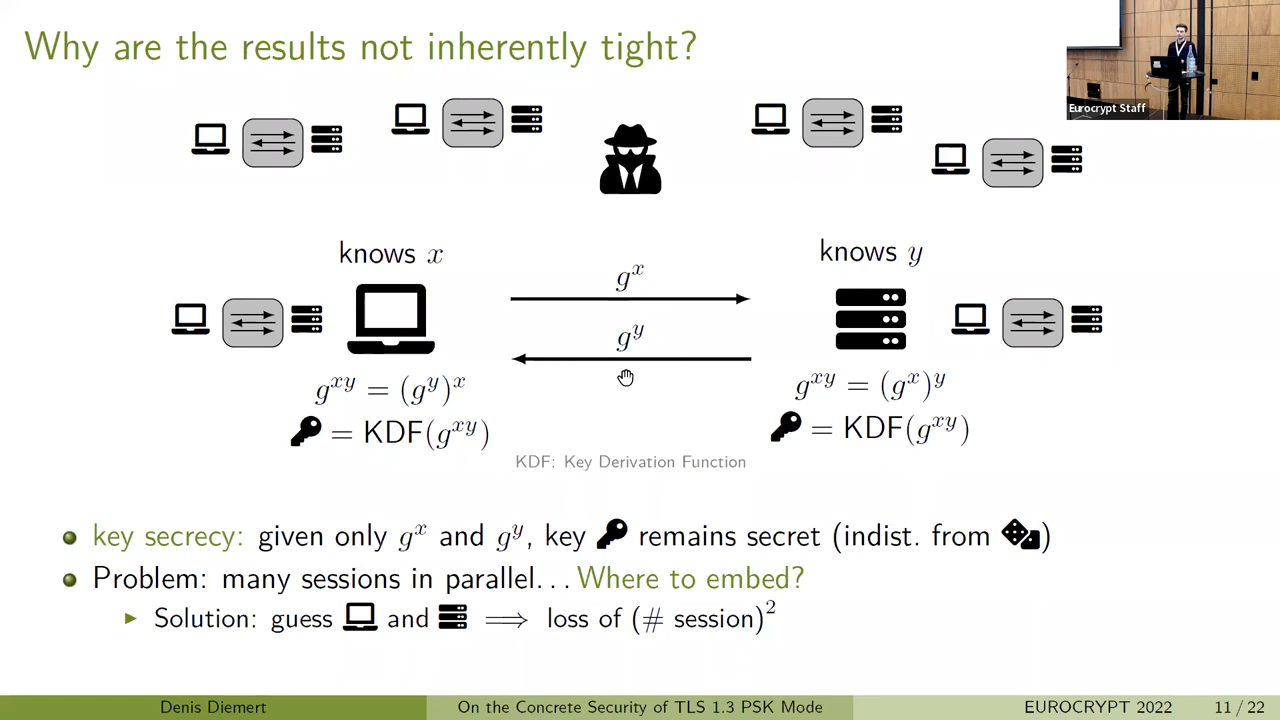 Why are the results not inherently tight?
Eurocrypt Staff
knows x
knows y
g^x
g^y
g^{xy} = (g^y)^x
g^{xy} = (g^x)^y
= KDF(g^{xy})
= KDF(g^{xy})
KDF: Key Derivation Function
key secrecy: given only g^x and g^y, key remains secret (indist. from )
Problem: many sessions in parallel... Where to embed?
Solution: guess and ⟹ loss of (# session)^2
Denis Diemert
On the Concrete Security of TLS 1.3 PSK Mode
EUROCRYPT 2022
11 / 22